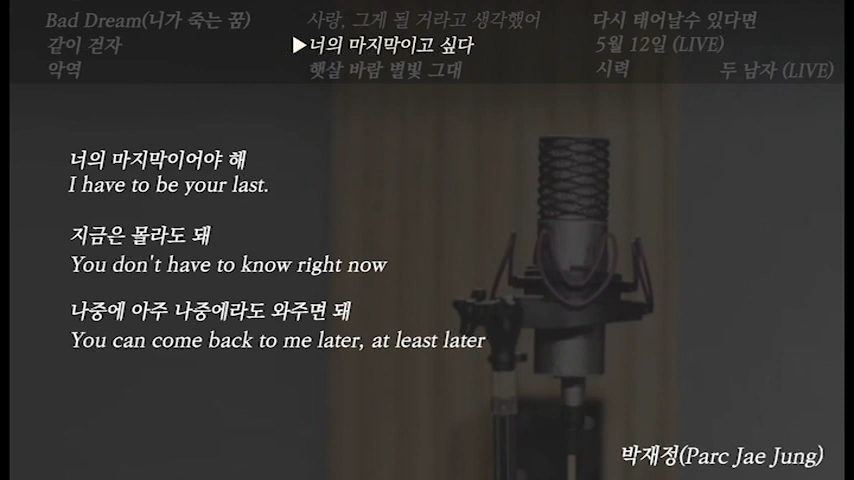 Bad Dream(니가 죽는 꿈)
같이 걷자
악역
사랑, 그게 될 거라고 생각했어
▶너의 마지막이고 싶다
햇살 바람 별빛 그대
다시 태어날수 있다면
5월 12일 (LIVE)
시력
두 남자 (LIVE)
너의 마지막이어야 해
I have to be your last.
지금은 몰라도 돼
You don't have to know right now
나중에 아주 나중에라도 와주면 돼
You can come back to me later, at least later
박재정(Parc Jae Jung)